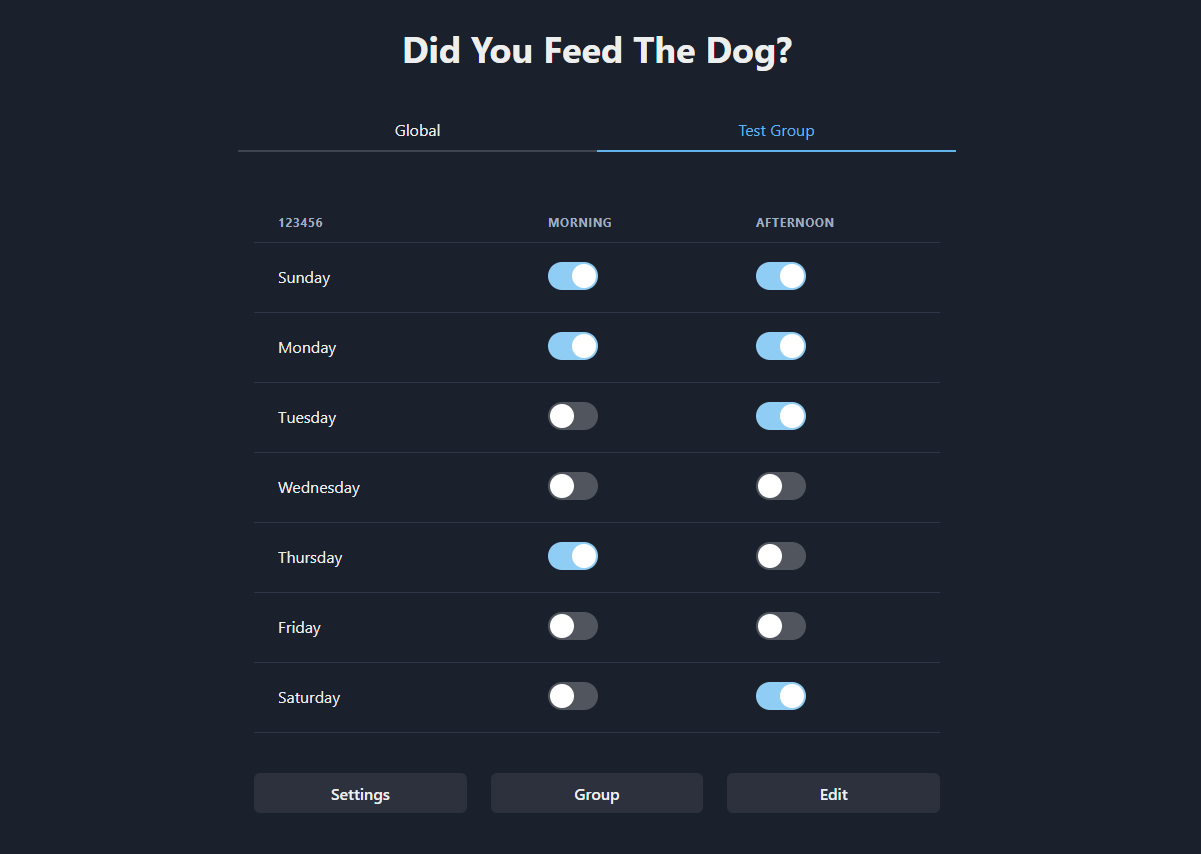 Did You Feed The Dog?
Global Test Group
123456 MORNING AFTERNOON
Sunday
Monday
Tuesday
Wednesday
Thursday
Friday
Saturday
Settings Group Edit